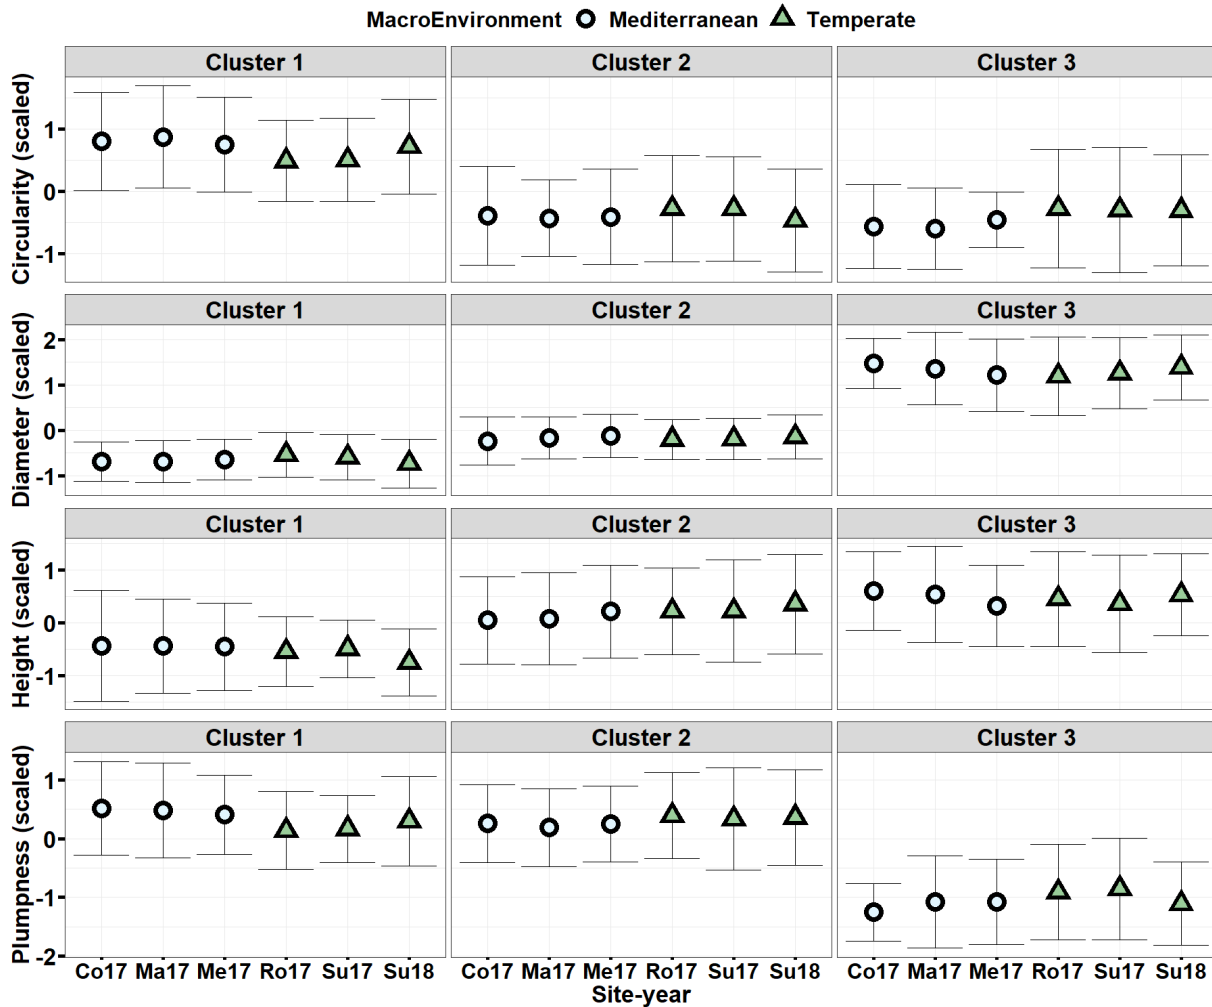 MacroEnvironment Mediterranean Temperate
Cluster 1 Cluster 2 Cluster 3
Circularity (scaled)
1
0
-1
Cluster 1 Cluster 2 Cluster 3
Diameter (scaled)
2
1
0
-1
Cluster 1 Cluster 2 Cluster 3
Height (scaled)
1
0
-1
Cluster 1 Cluster 2 Cluster 3
Plumpness (scaled)
1
0
-1
-2
Co17 Ma17 Me17 Ro17 Su17 Su18 Co17 Ma17 Me17 Ro17 Su17 Su18 Co17 Ma17 Me17 Ro17 Su17 Su18
Site-year